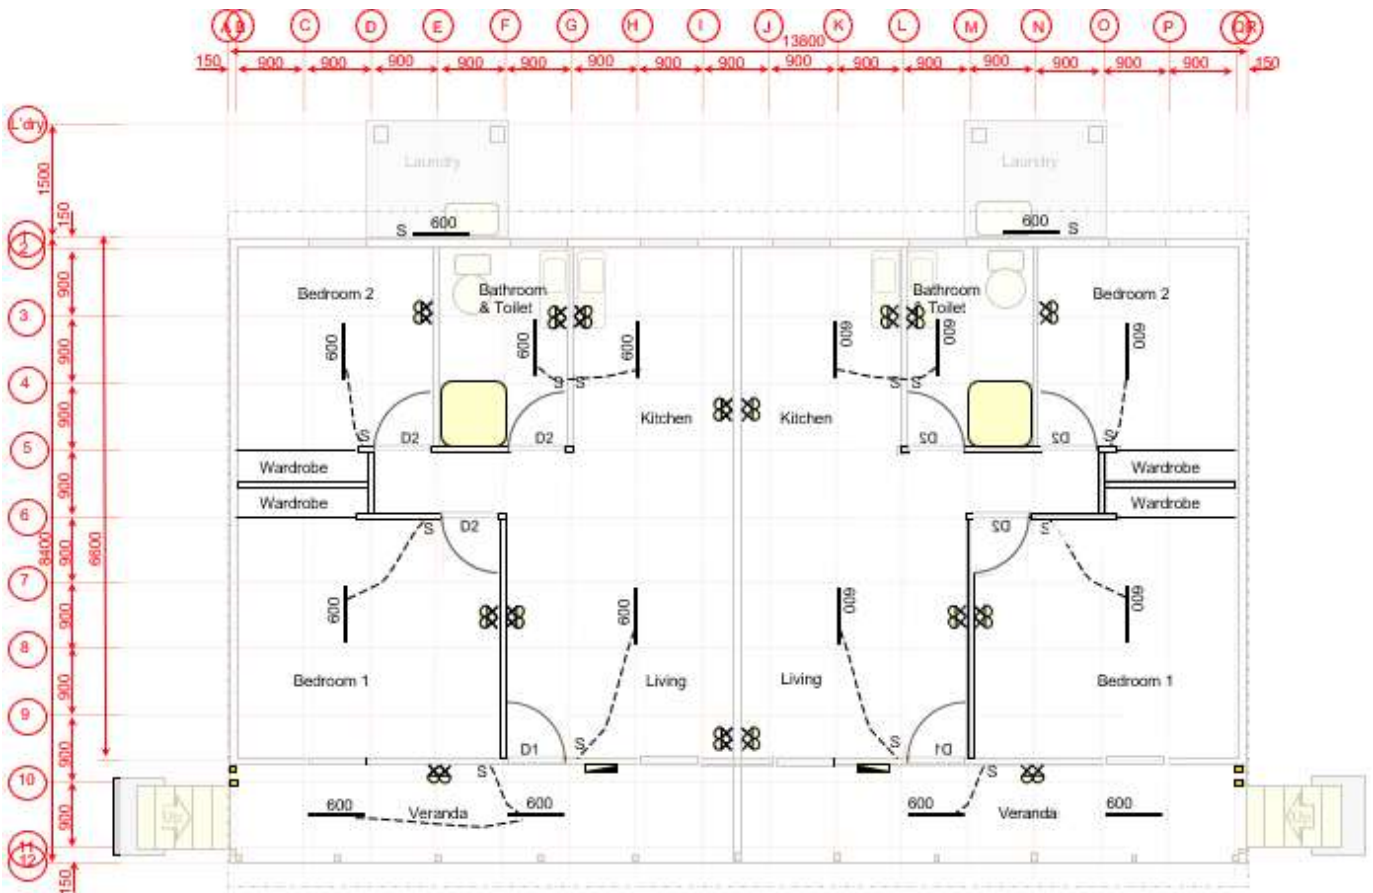 A B C D E F G H I J K L M N O P Q R
13800
150 900 900 900 900 900 900 900 900 900 900 900 900 900 900 900 150
L'dry
1500
Laundry Laundry
150
S 600 600 S
1
2
900
Bedroom 2 Bathroom Bathroom Bedroom 2
& Toilet & Toilet
3
900
600 600 600 600 600 600
4
S S S S
900
Kitchen Kitchen
S D2 D2 D2 D2 S
5
Wardrobe Wardrobe
900
Wardrobe Wardrobe
6
S D2 D2 S
8400 900 6600
7
900
600 600 600 600
8
900
Bedroom 1 Living Living Bedroom 1
9
D1 S S D1
900
10
S S
900
600 Veranda 600 600 Veranda 600
Up Up
11
12
150